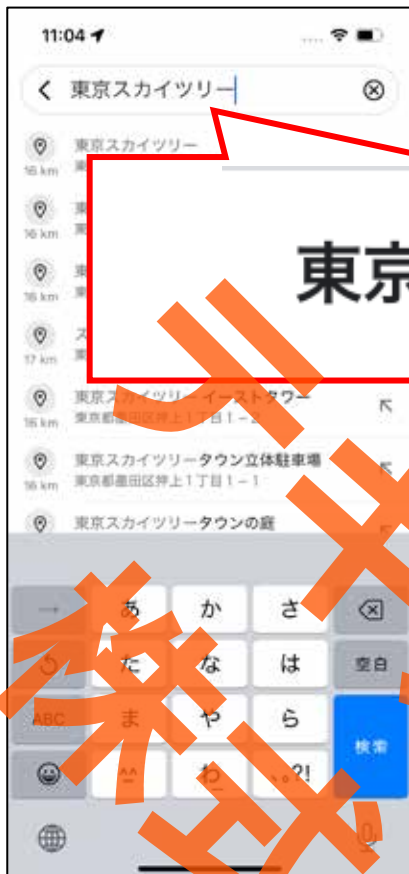 11:04
東京スカイツリー
東京スカイツリー
16 km
16 km
16 km
ス
17 km
東京スカイツリー イーストタワー
16 km
東京都墨田区押上1丁目1-2
東京スカイツリータウン立体駐車場
16 km
東京都墨田区押上1丁目1-1
東京スカイツリータウンの庭
東京
→
あ
か
さ
た
な
は
空白
ABC
ま
や
ら
検索
^^
わ
、。?!
株式